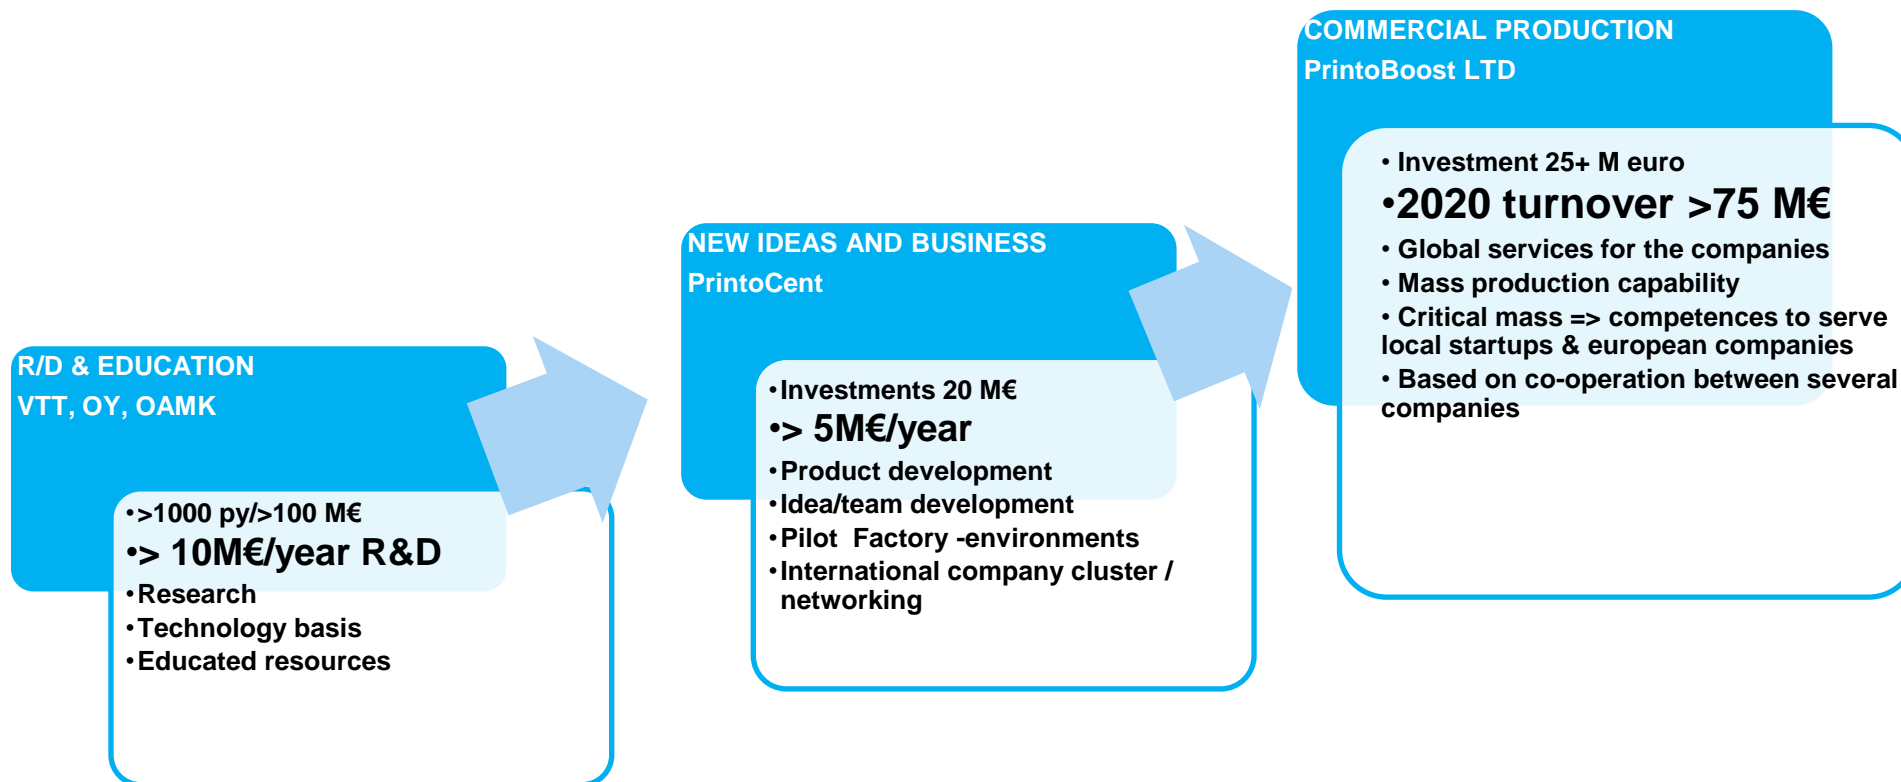 R/D & EDUCATION
VTT, OY, OAMK
•>1000 py/>100 M€
•> 10M€/year R&D
•Research
•Technology basis
•Educated resources
NEW IDEAS AND BUSINESS
PrintoCent
•Investments 20 M€
•> 5M€/year
•Product development
•Idea/team development
•Pilot  Factory -environments
•International company cluster /
networking
COMMERCIAL PRODUCTION
PrintoBoost LTD
• Investment 25+ M euro
•2020 turnover >75 M€
• Global services for the companies
• Mass production capability
• Critical mass => competences to serve
local startups & european companies
• Based on co-operation between several
companies